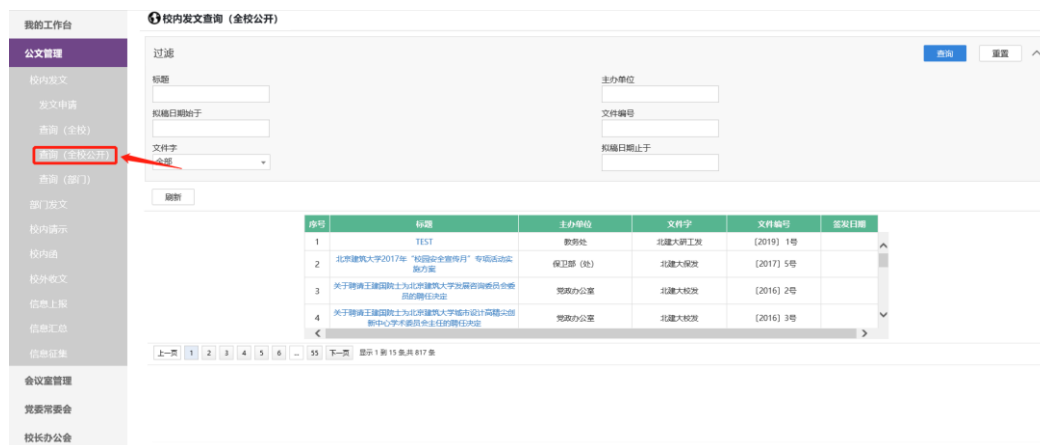 我的工作台
公文管理
校内发文
发文申请
查询（全校）
查询（全校公开）
查询（部门）
部门发文
校内请示
校内函
校外收文
信息上报
信息汇总
信息征集
会议室管理
党委常委会
校长办公会
校内发文查询（全校公开）
过滤
查询 重置
标题 主办单位
拟稿日期始于 文件编号
文件字 拟稿日期止于
全部
刷新
序号 标题 主办单位 文件字 文件编号 签发日期
1 TEST 教务处 北建大研工发 [2019] 1号
2 北京建筑大学2017年“校园安全宣传月”专项活动实
施方案 保卫部（处） 北建大保发 [2017] 5号
3 关于聘请王建国院士为北京建筑大学发展咨询委员会委
员的聘任决定 党政办公室 北建大校发 [2016] 2号
4 关于聘请王建国院士为北京建筑大学城市设计高精尖创
新中心学术委员会主任的聘任决定 党政办公室 北建大校发 [2016] 3号
上一页 1 2 3 4 5 6 … 55 下一页 显示 1 到 15 条,共 817 条